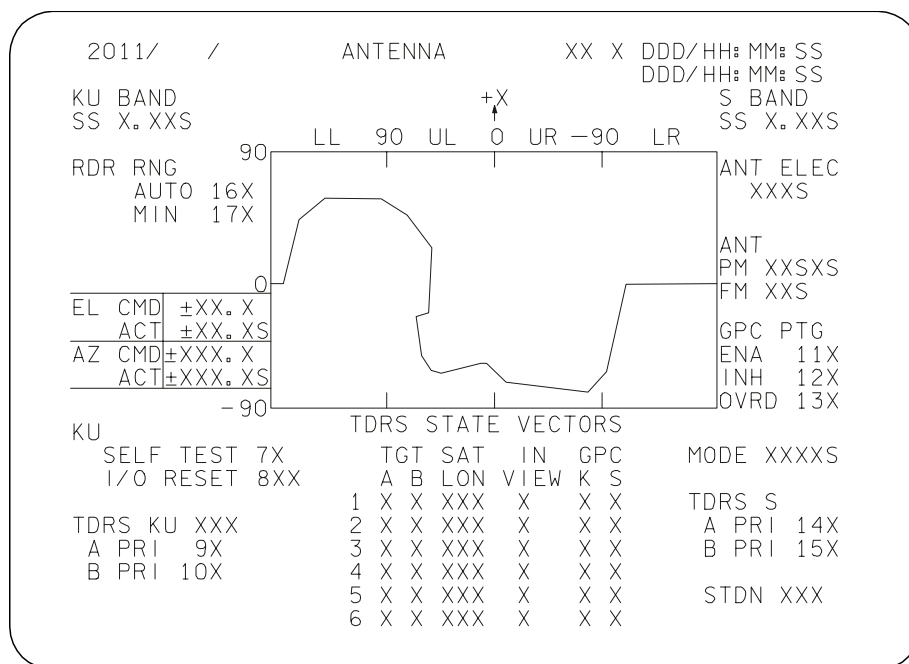 2011/ / ANTENNA XX X DDD/HH:MM:SS
DDD/HH:MM:SS
KU BAND +X S BAND
SS X.XXS SS X.XXS
LL 90 UL 0 UR -90 LR
90
RDR RNG ANT ELEC
AUTO 16X XXXS
MIN 17X
ANT
PM XXSXS
0 FM XXS
EL CMD ±XX.X
ACT ±XX.XS GPC PTG
AZ CMD ±XXX.X ENA 11X
ACT ±XXX.XS INH 12X
-90 OVRD 13X
KU TDRS STATE VECTORS
SELF TEST 7X TGT SAT IN GPC MODE XXXXS
I/O RESET 8XX A B LON VIEW K S
1 X X XXX X X X TDRS S
TDRS KU XXX 2 X X XXX X X X A PRI 14X
A PRI 9X 3 X X XXX X X X B PRI 15X
B PRI 10X 4 X X XXX X X X
5 X X XXX X X X STDN XXX
6 X X XXX X X X